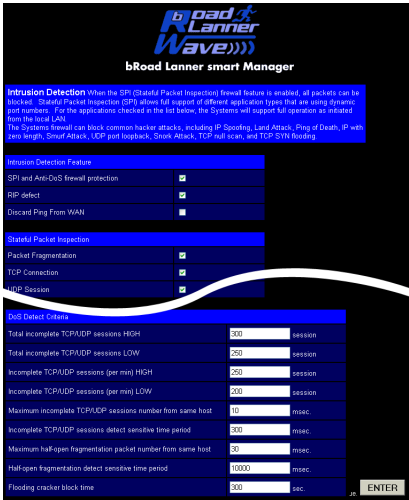 bRoad
Lanner
Wave
bRoad Lanner smart Manager
Intrusion Detection When the SPI (Stateful Packet Inspection) firewall feature is enabled, all packets can be
blocked. Stateful Packet Inspection (SPI) allows full support of different application types that are using dynamic
port numbers. For the applications checked in the list below, the Systems will support full operation as initiated
from the local LAN.
The Systems firewall can block common hacker attacks, including IP Spoofing, Land Attack, Ping of Death, IP with
zero length, Smurf Attack, UDP port loopback, Snork Attack, TCP null scan, and TCP SYN flooding.
Intrusion Detection Feature
SPI and Anti-DoS firewall protection
RIP defect
Discard Ping From WAN
Stateful Packet Inspection
Packet Fragmentation
TCP Connection
UDP Session
DoS Detect Criteria
Total incomplete TCP/UDP sessions HIGH 300 session
Total incomplete TCP/UDP sessions LOW 250 session
Incomplete TCP/UDP sessions (per min) HIGH 250 session
Incomplete TCP/UDP sessions (per min) LOW 200 session
Maximum incomplete TCP/UDP sessions number from same host 10 msec.
Incomplete TCP/UDP sessions detect sensitive time period 300 msec.
Maximum half-open fragmentation packet number from same host 30 msec.
Half-open fragmentation detect sensitive time period 10000 msec.
Flooding cracker block time 300 sec.
ENTER